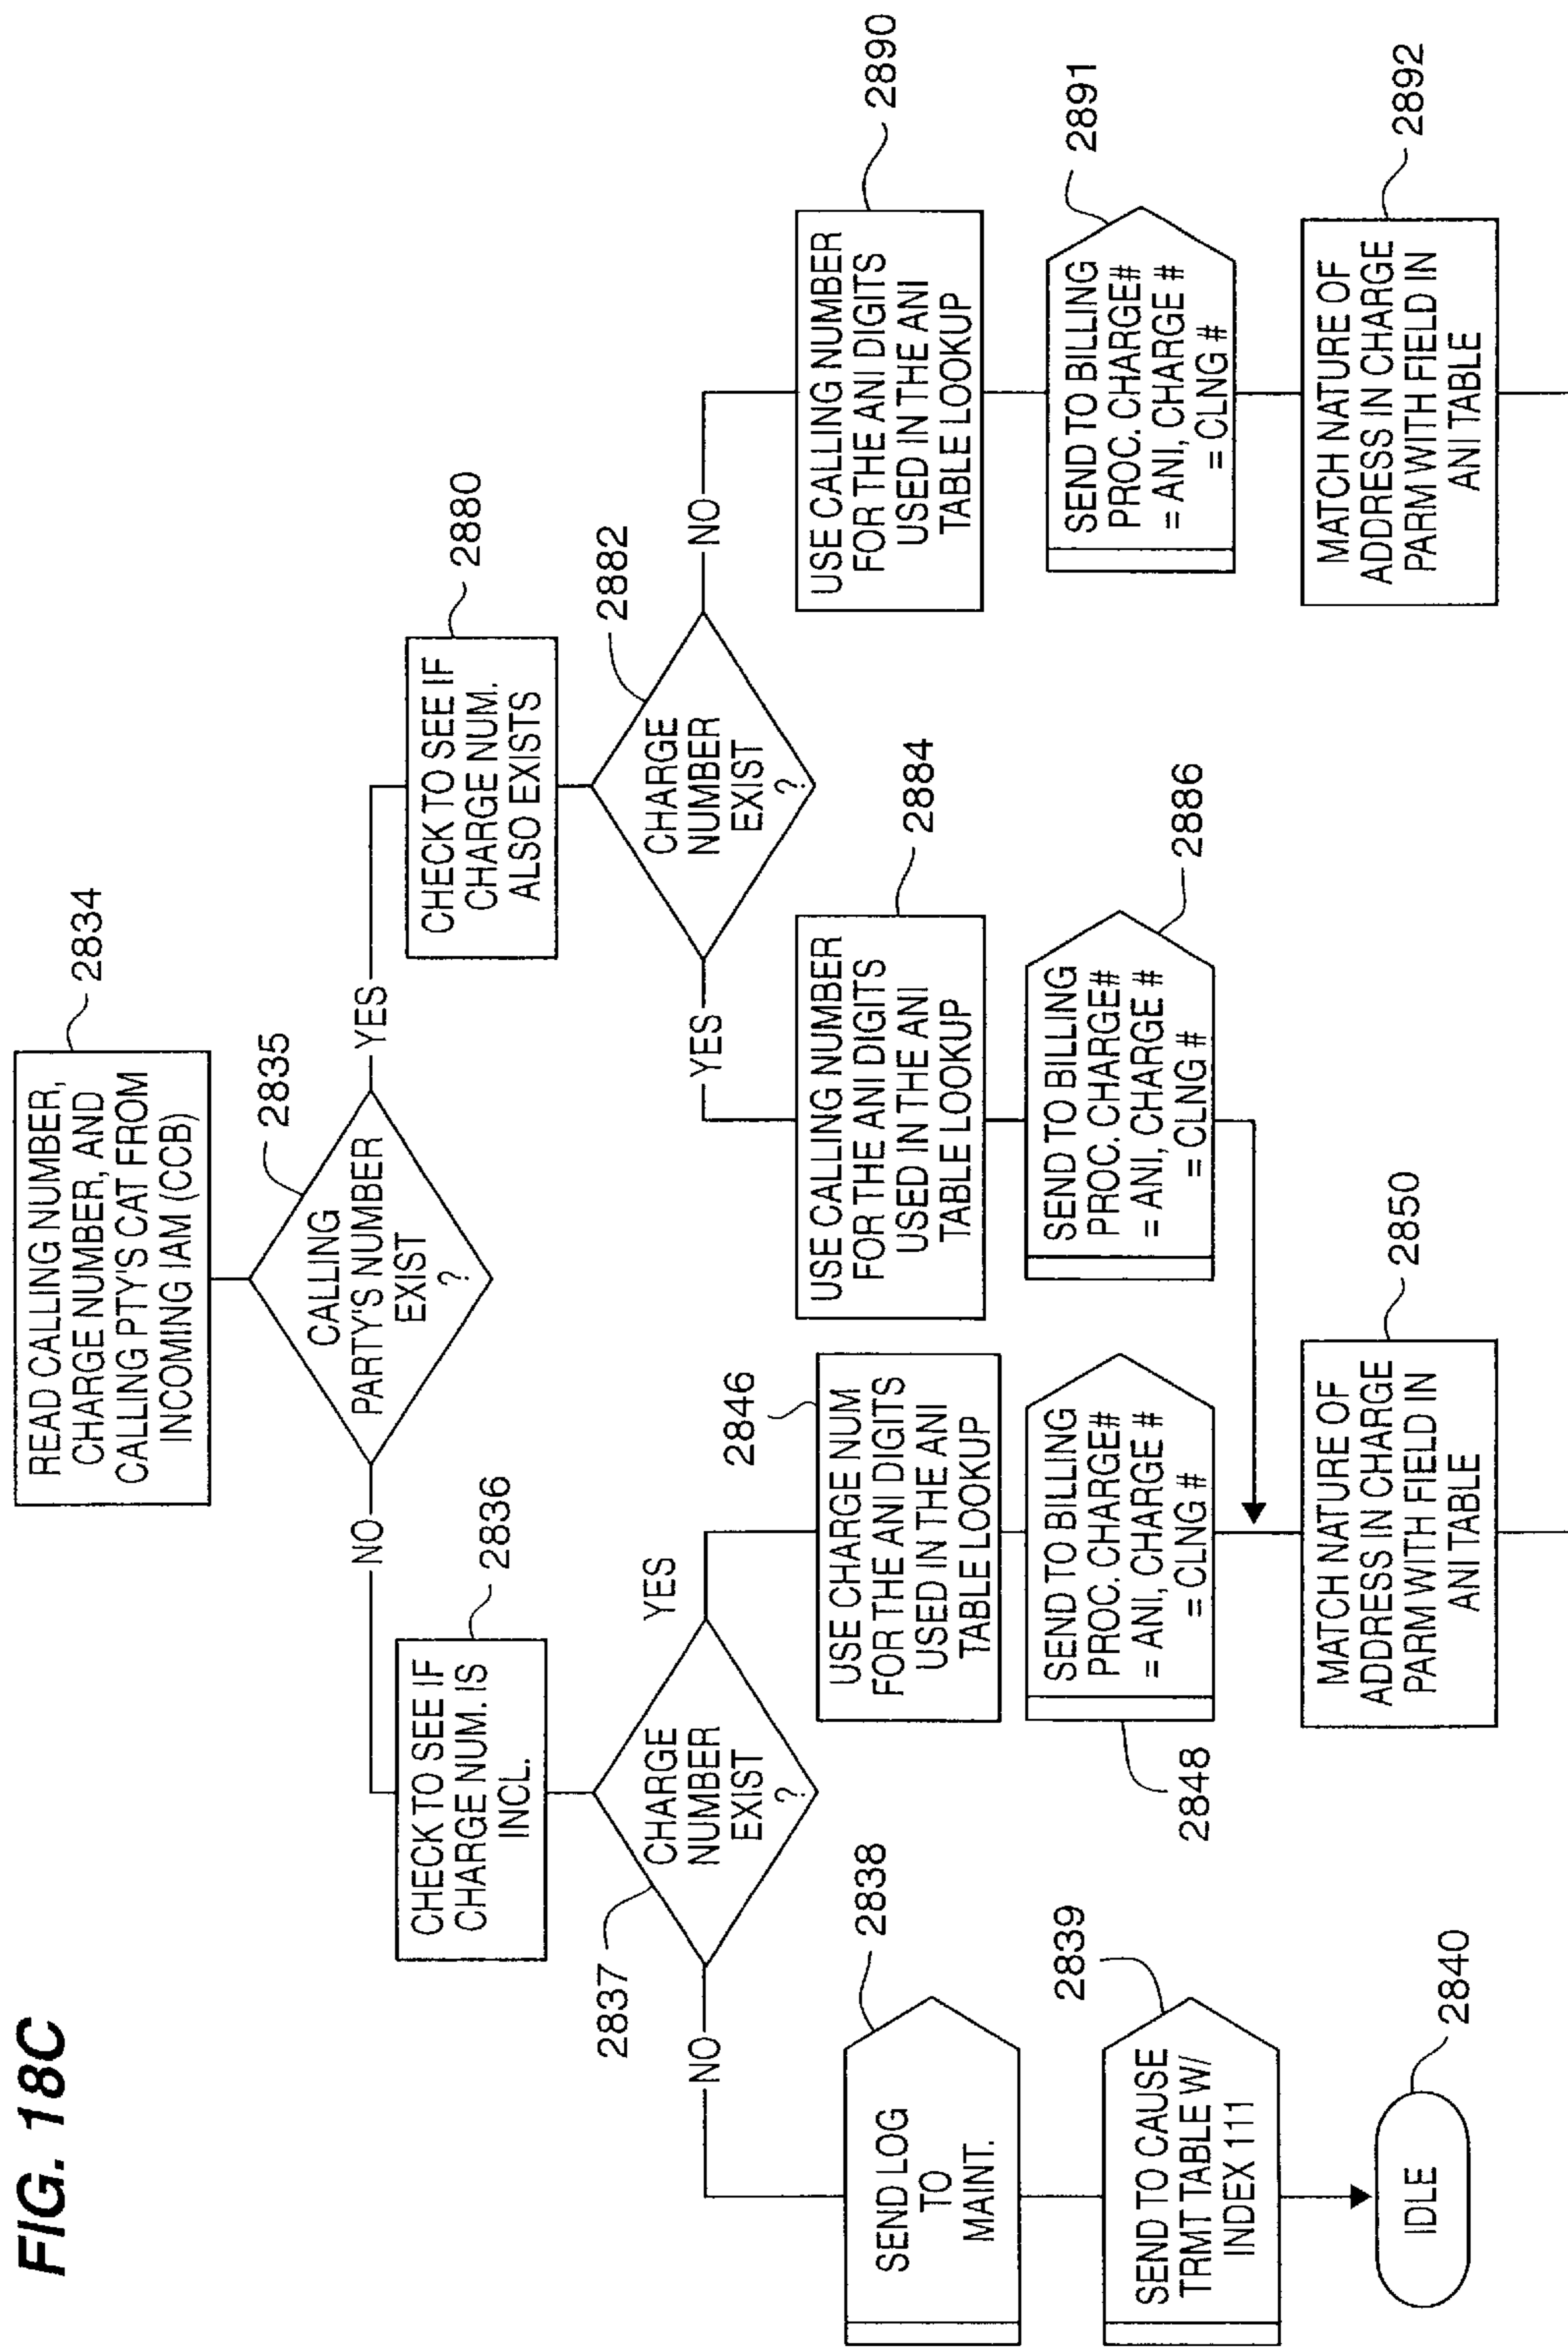 FIG. 18C
READ CALLING NUMBER,
CHARGE NUMBER, AND
CALLING PTY'S CAT FROM
INCOMING IAM (CCB)
2834
CALLING
PARTY'S NUMBER
EXIST
?
2835
NO
YES
CHECK TO SEE IF
CHARGE NUM. IS
INCL.
2836
CHARGE
NUMBER
EXIST
?
2837
NO
YES
SEND LOG
TO
MAINT.
2838
SEND TO CAUSE
TRMT TABLE W/
INDEX 111
2839
IDLE
2840
USE CHARGE NUM
FOR THE ANI DIGITS
USED IN THE ANI
TABLE LOOKUP
2846
SEND TO BILLING
PROC. CHARGE#
= ANI, CHARGE #
= CLNG #
2848
MATCH NATURE OF
ADDRESS IN CHARGE
PARM WITH FIELD IN
ANI TABLE
2850
CHECK TO SEE IF
CHARGE NUM.
ALSO EXISTS
2880
CHARGE
NUMBER
EXIST
?
2882
YES
NO
USE CALLING NUMBER
FOR THE ANI DIGITS
USED IN THE ANI
TABLE LOOKUP
2884
SEND TO BILLING
PROC. CHARGE#
= ANI, CHARGE #
= CLNG #
2886
USE CALLING NUMBER
FOR THE ANI DIGITS
USED IN THE ANI
TABLE LOOKUP
2890
SEND TO BILLING
PROC. CHARGE#
= ANI, CHARGE #
= CLNG #
2891
MATCH NATURE OF
ADDRESS IN CHARGE
PARM WITH FIELD IN
ANI TABLE
2892